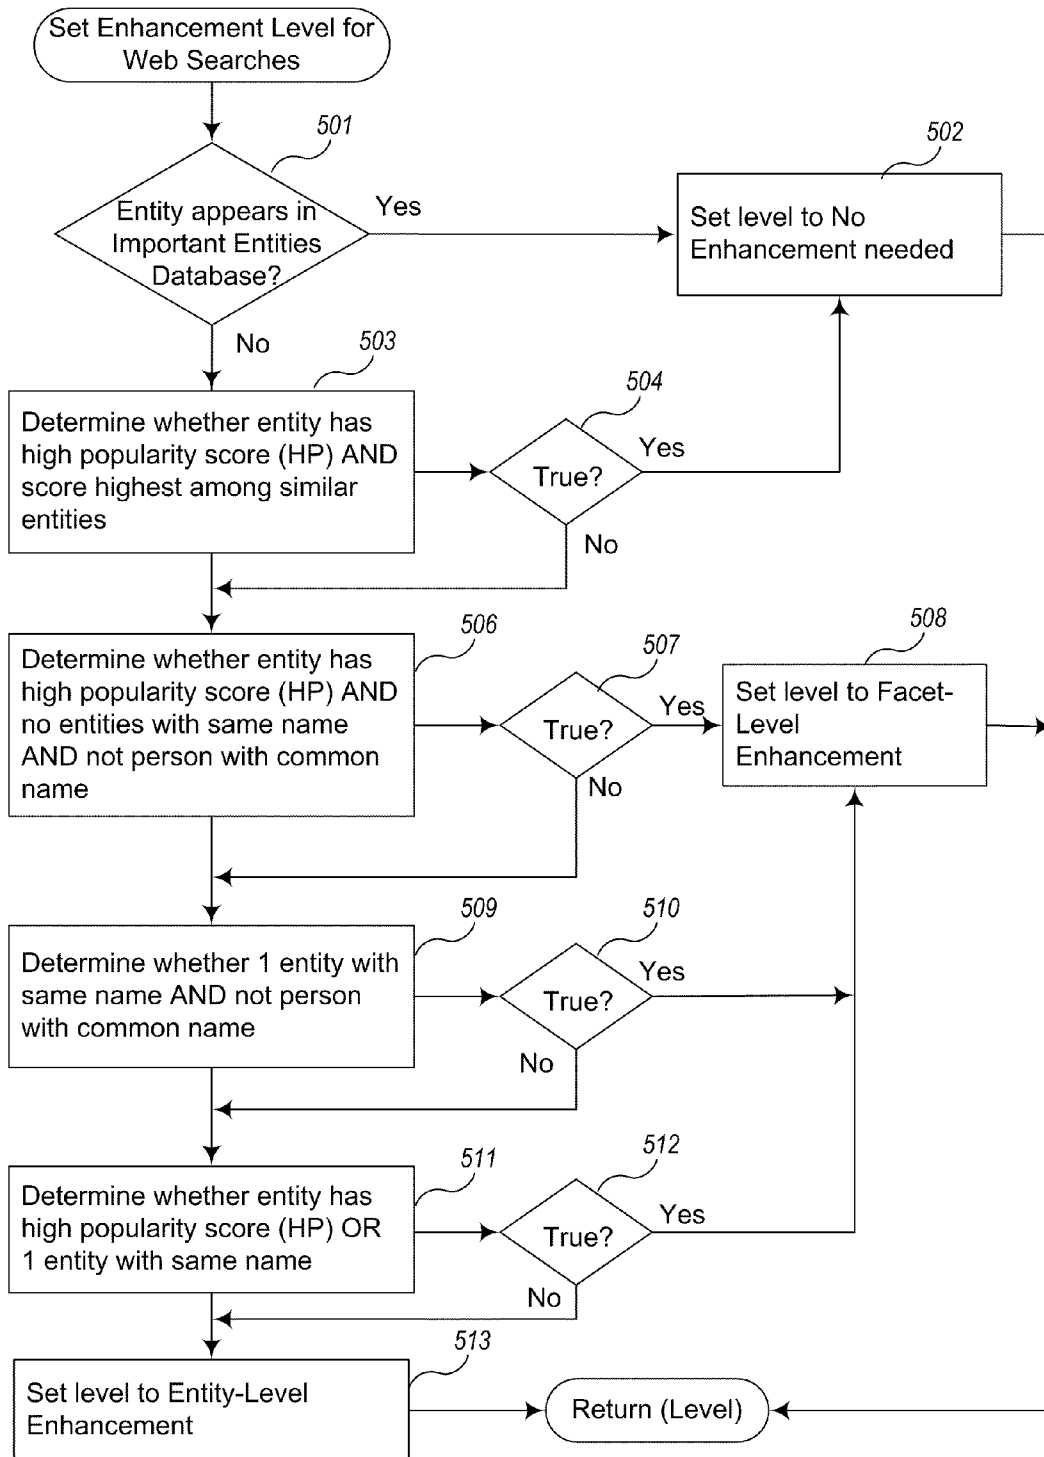 Set Enhancement Level for
Web Searches
501
Entity appears in
Important Entities
Database?
Yes
502
Set level to No
Enhancement needed
No
503
Determine whether entity has
high popularity score (HP) AND
score highest among similar
entities
504
True?
Yes
No
506
Determine whether entity has
high popularity score (HP) AND
no entities with same name
AND not person with common
name
507
True?
Yes
508
Set level to Facet-
Level
Enhancement
No
509
Determine whether 1 entity with
same name AND not person
with common name
510
True?
Yes
No
511
Determine whether entity has
high popularity score (HP) OR
1 entity with same name
512
True?
Yes
No
513
Set level to Entity-Level
Enhancement
Return (Level)